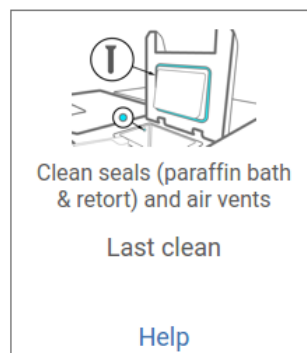 Clean seals (paraffin bath
& retort) and air vents
Last clean
Help